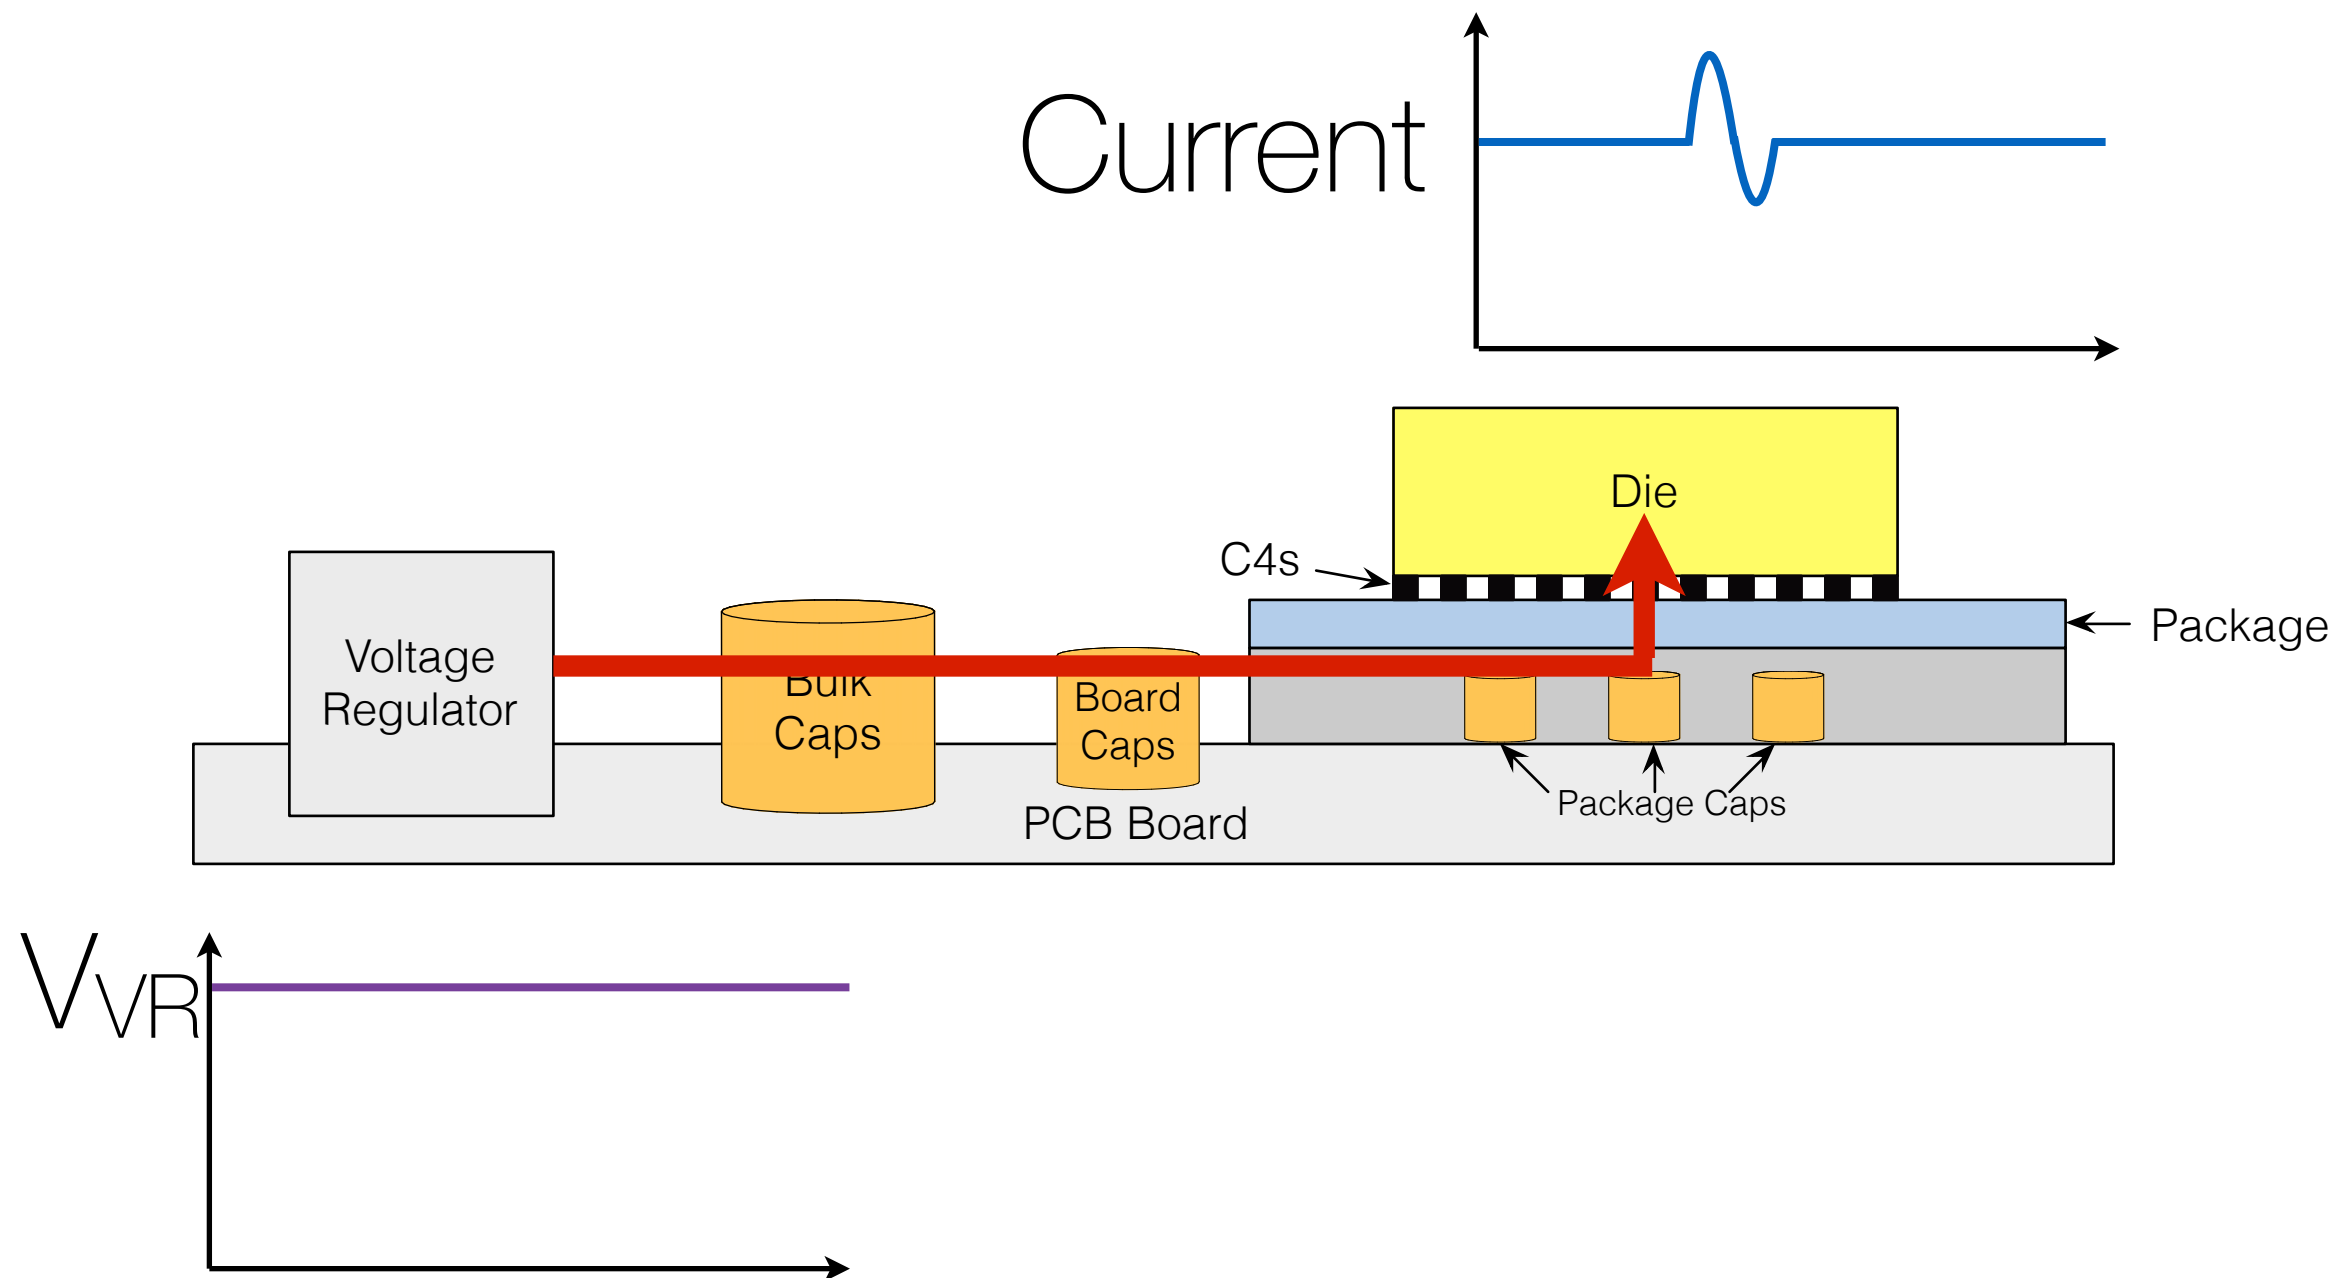 Current
Die
C4s
Package
Voltage
Regulator
Bulk
Caps
Board
Caps
Package Caps
PCB Board
VVR